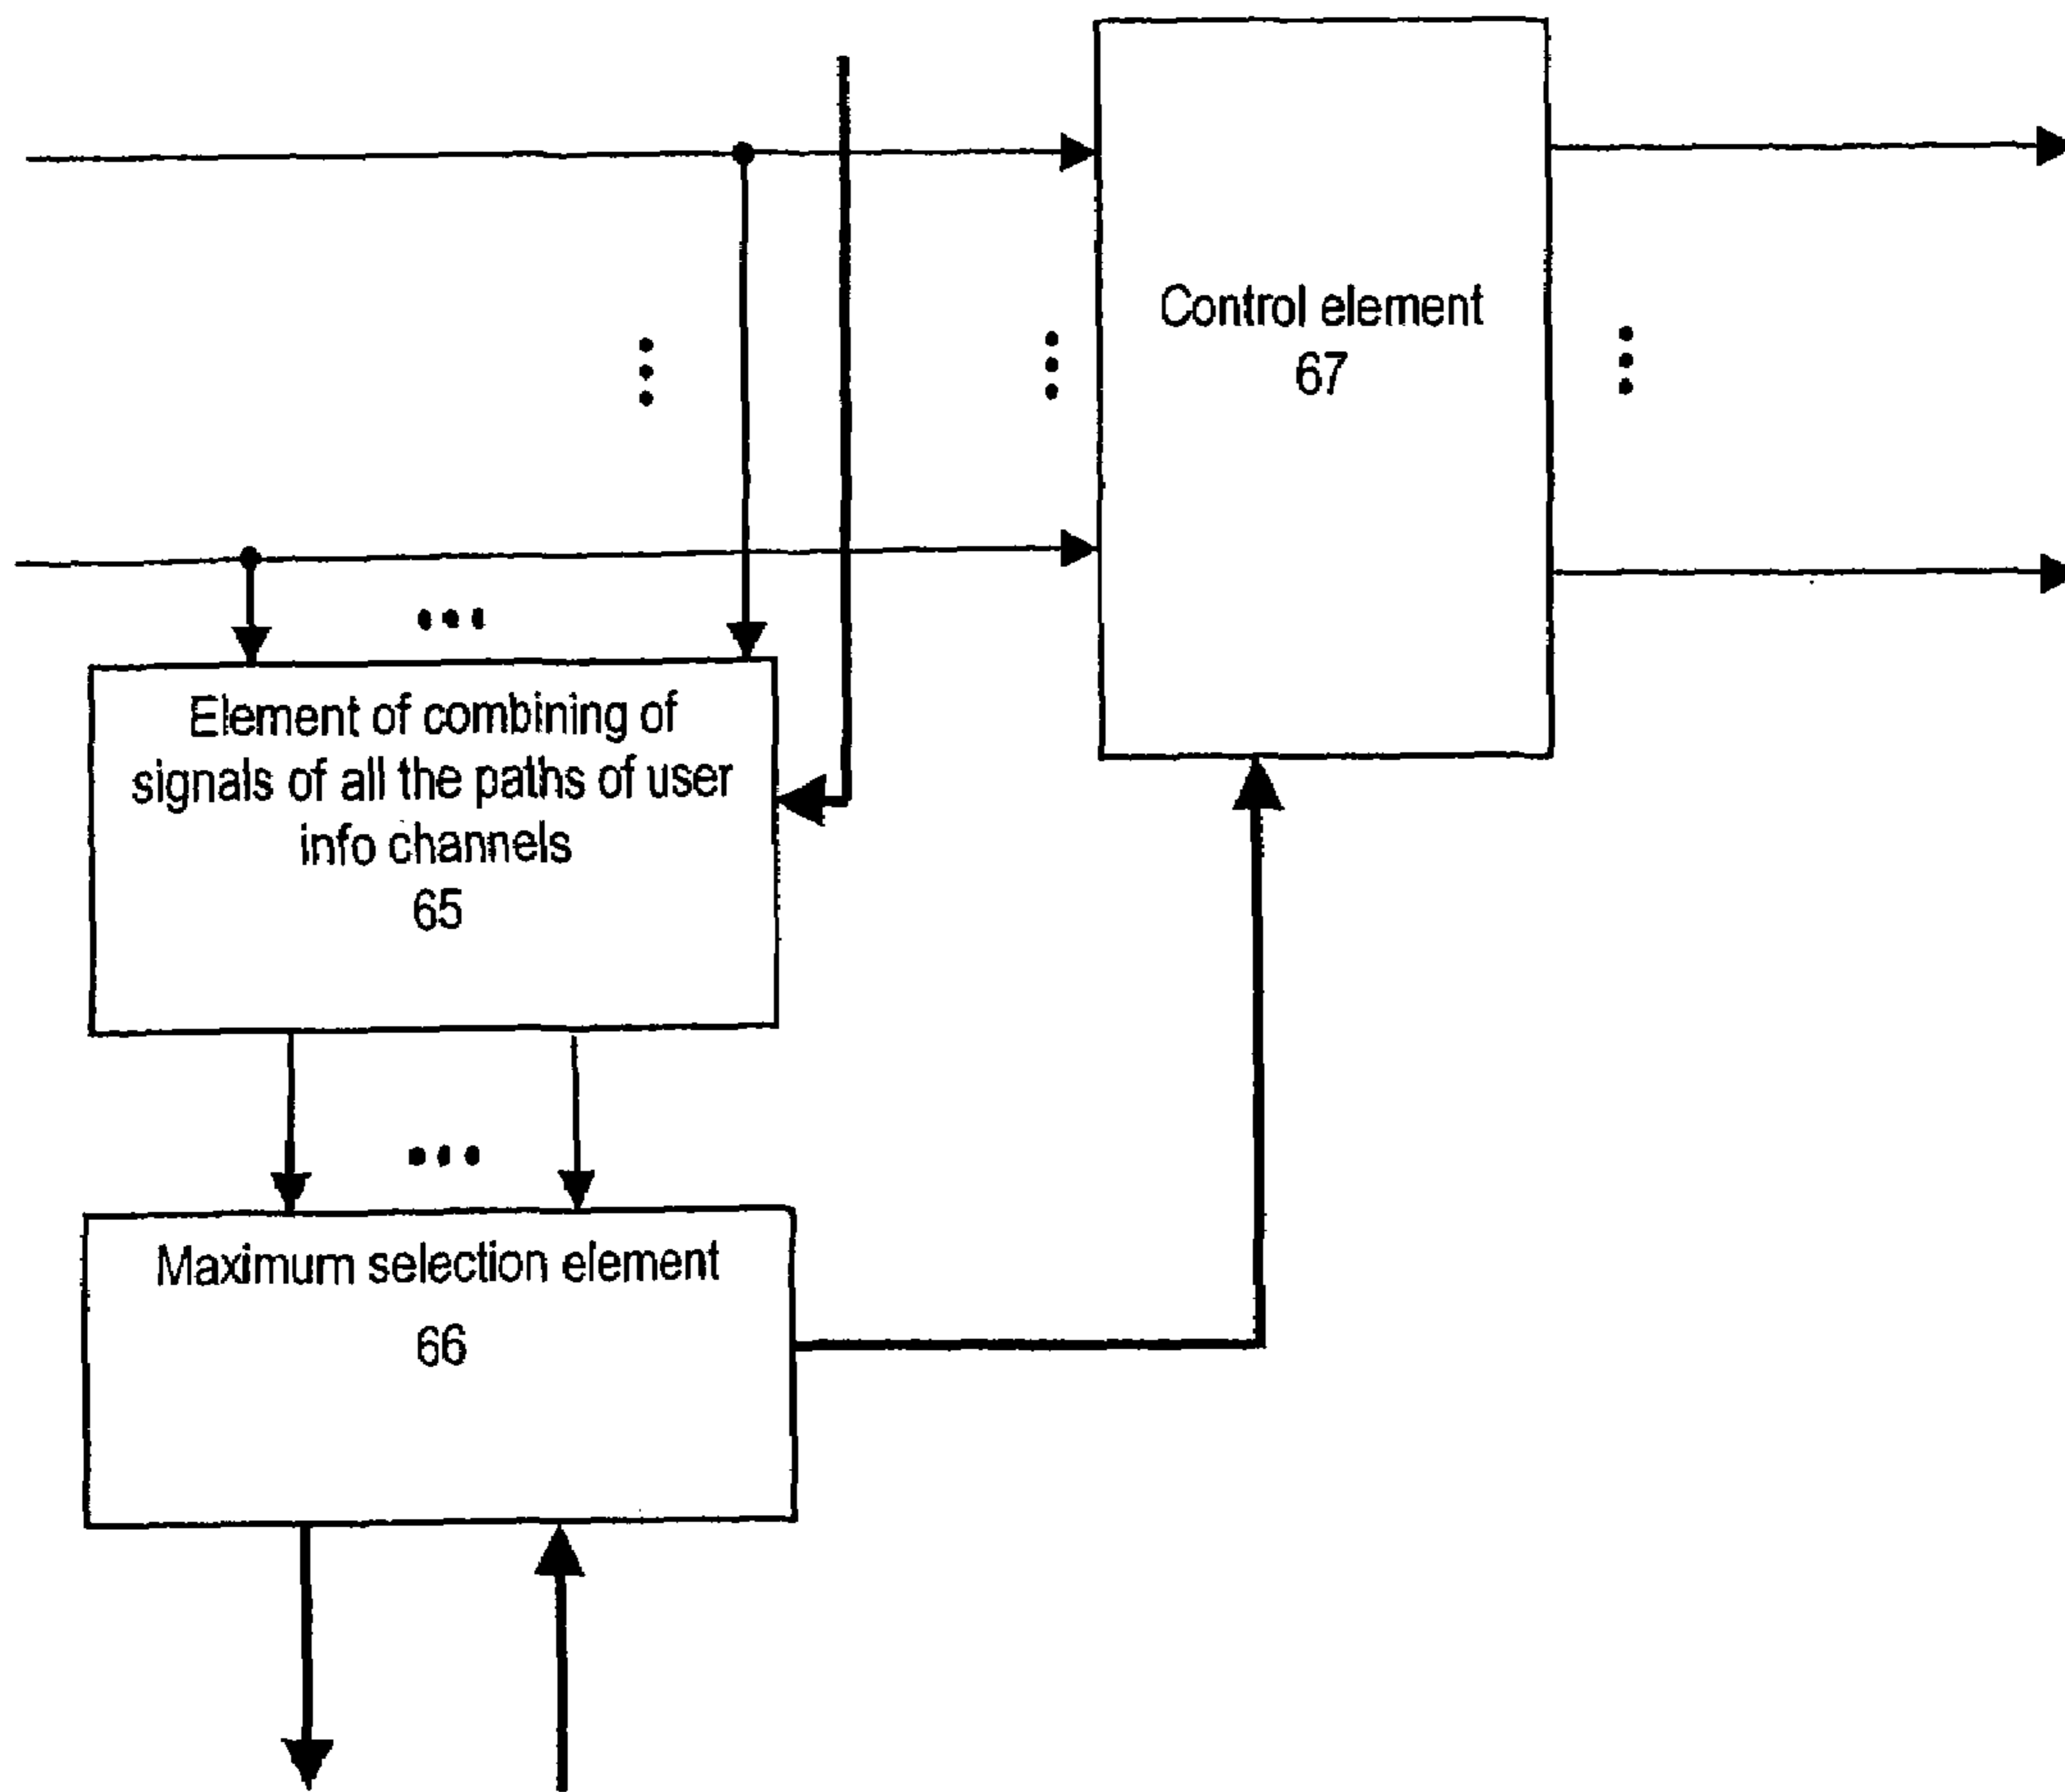 Control element
67
Element of combining of
signals of all the paths of user
info channels
65
Maximum selection element
66